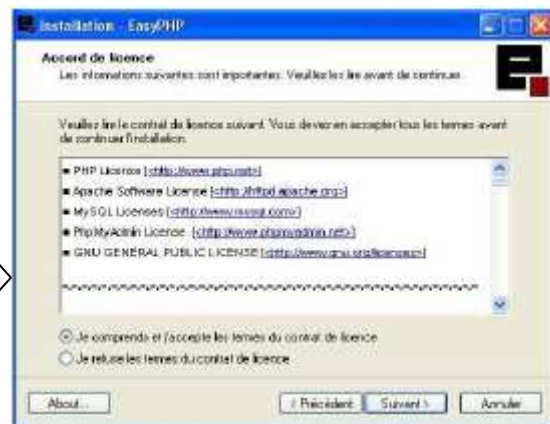 Installation - EasyPHP
Accord de licence
Les informations suivantes sont importantes. Veuillez les lire avant de continuer.
Veuillez lire le contrat de licence suivant. Vous devez en accepter tous les termes avant
de continuer l'installation.
■ PHP License [<http://www.php.net>]
■ Apache Software License [<http://httpd.apache.org>]
■ MySQL Licenses [<http://www.mysql.com>]
■ PhpMyAdmin License [<http://www.phpmyadmin.net>]
■ GNU GENERAL PUBLIC LICENSE [<http://www.gnu.org/licenses>]
Je comprends et j'accepte les termes du contrat de licence
Je refuse les termes du contrat de licence
About...
< Précédent
Suivant >
Annuler